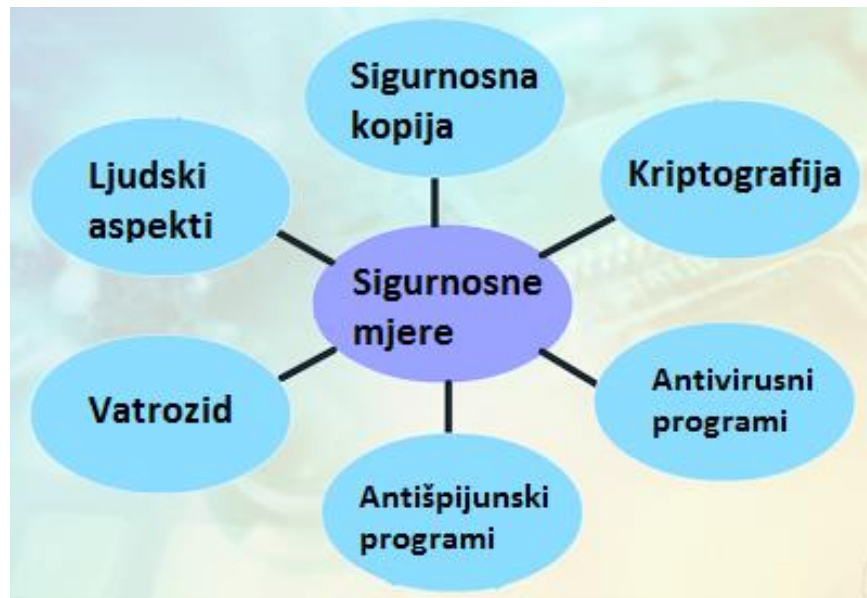 Sigurnosna
kopija
Ljudski
aspekti
Kriptografija
Sigurnosne
mjere
Vatrozid
Antivirusni
programi
Antišpijunski
programi